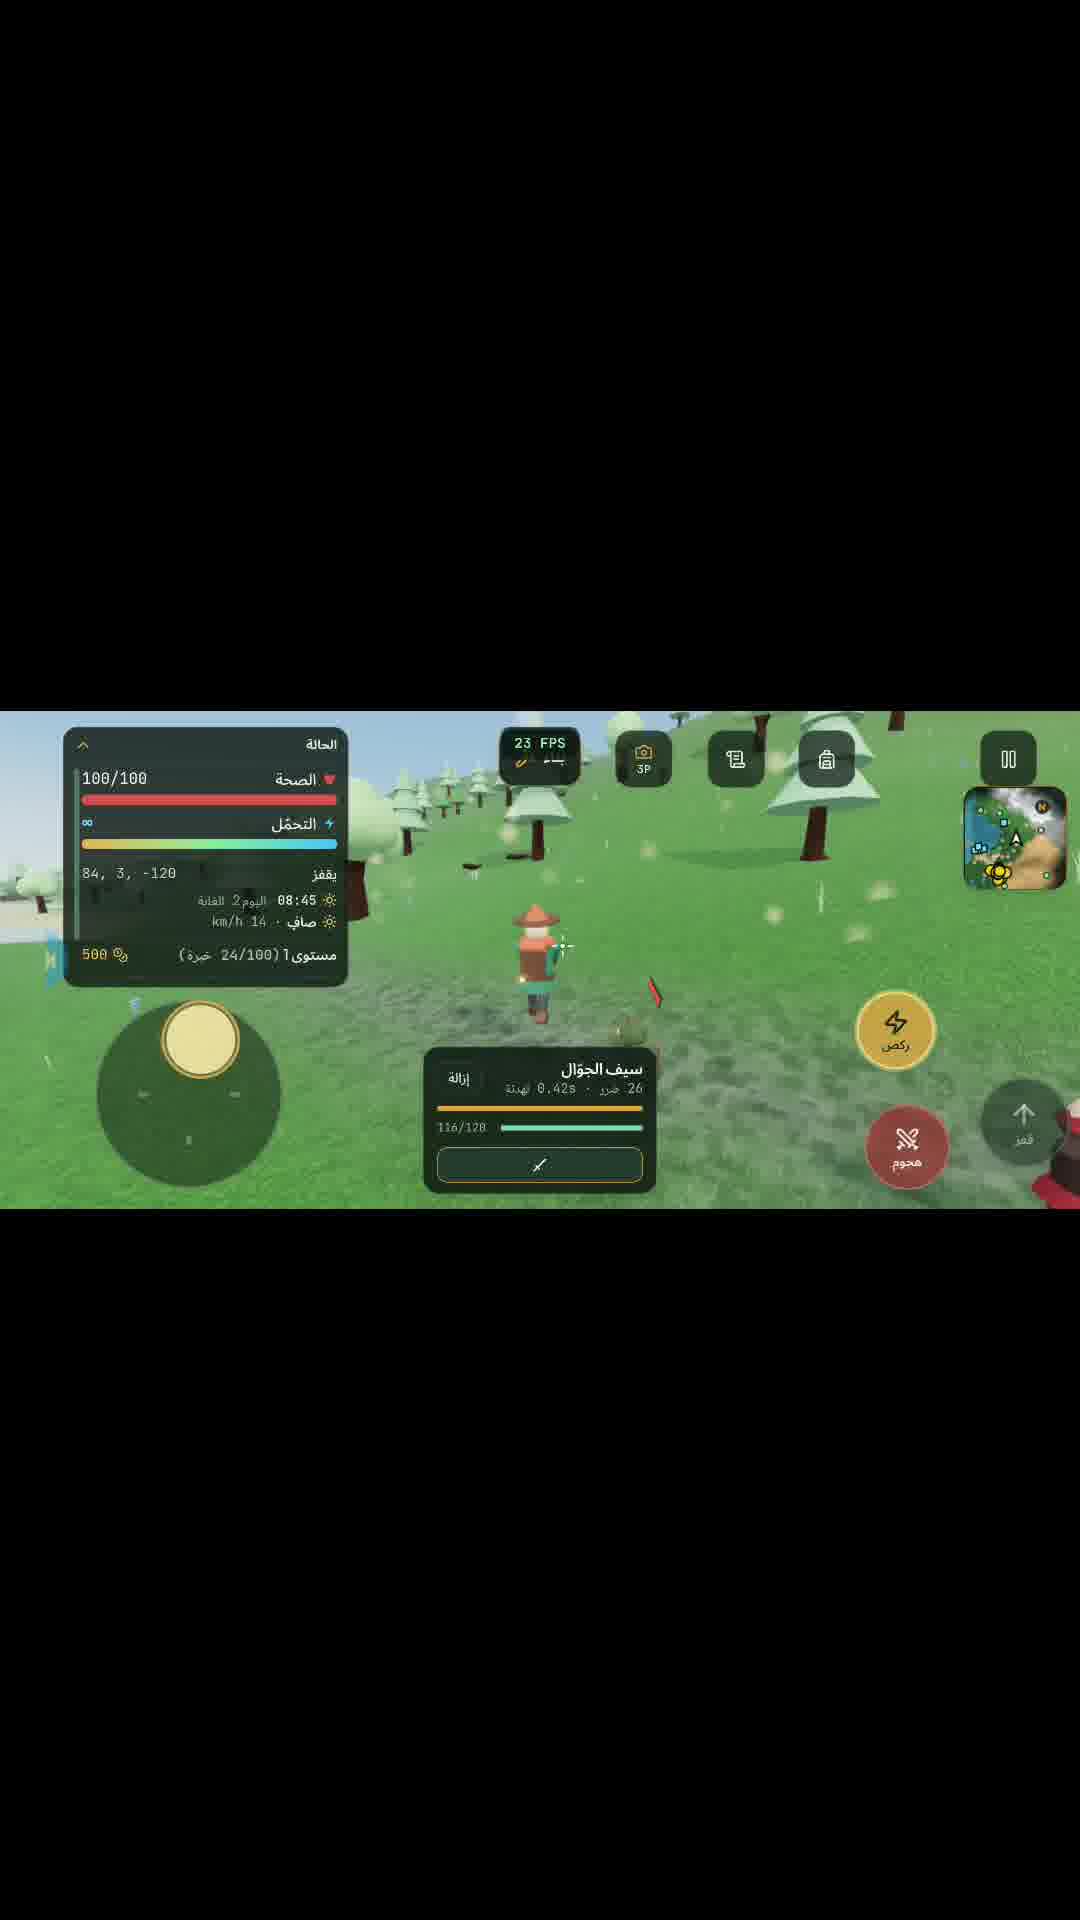 الحالة
الصحة 100/100
التحمّل ∞
يقفز 84, 3, -120
08:45 اليوم 2 الغابة
صافٍ · 14 km/h
مستوى 1 (24/100 خبرة) 500
23 FPS
3P
N
ركض
هجوم
قفز
سيف الجوّال
إزالة
26 ضرر · 0.42s تهدئة
116/120